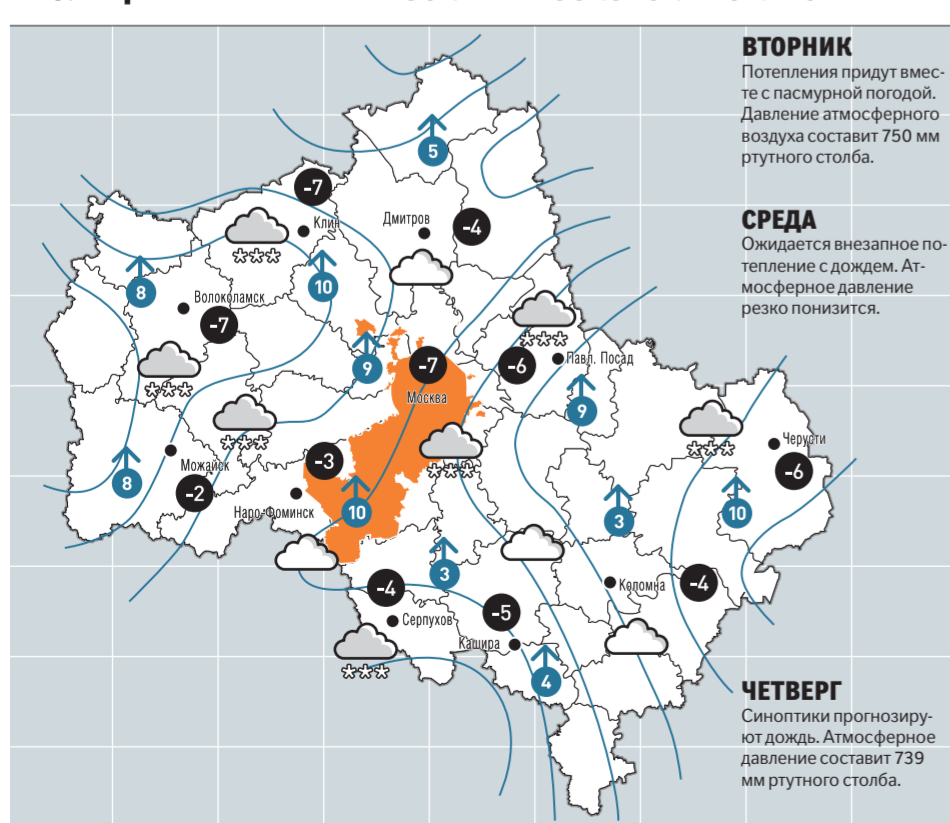 ВТОРНИК
Потепления придут вмес-
те с пасмурной погодой.
Давление атмосферного
воздуха составит 750 мм
ртутного столба.
СРЕДА
Ожидается внезапное по-
тепление с дождем. Ат-
мосферное давление
резко понизится.
ЧЕТВЕРГ
Синоптики прогнозиру-
ют дождь. Атмосферное
давление составит 739
мм ртутного столба.
5
-7
Клин
Дмитров
-4
8
10
Волоколамск
-7
9
-7
Москва
-6
Павл. Посад
9
Черусти
-6
Можайск
8
-2
-3
Наро-Фоминск
10
3
10
3
-4
Серпухов
-5
Кашира
4
Коломна
-4